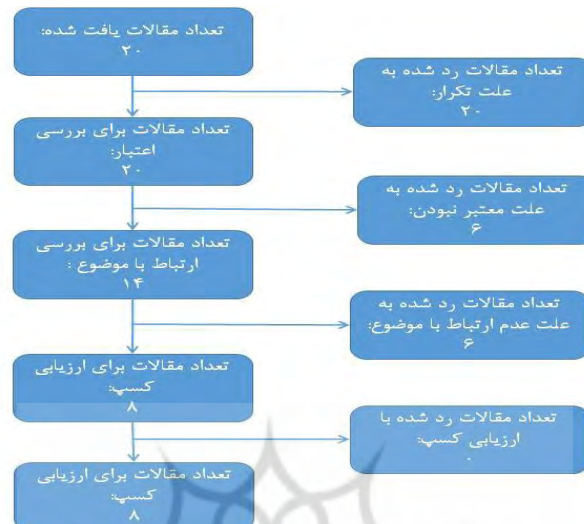 تعداد مقالات یافت شده:
۲۰
تعداد مقالات رد شده به
علت تکرار:
۲۰
تعداد مقالات برای بررسی
اعتبار:
۲۰
تعداد مقالات رد شده به
علت معتبر نبودن:
۶
تعداد مقالات برای بررسی
ارتباط با موضوع :
۱۴
تعداد مقالات رد شده به
علت عدم ارتباط با موضوع:
۶
تعداد مقالات برای ارزیابی
کسپ:
۸
تعداد مقالات رد شده با
ارزیابی کسپ:
۰
تعداد مقالات برای ارزیابی
کسپ:
۸